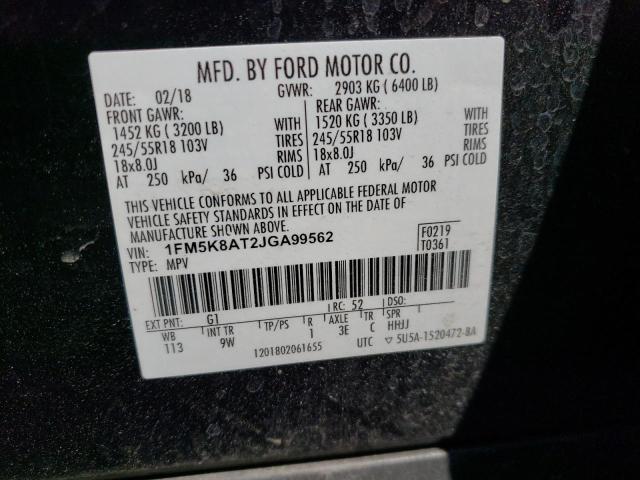 MFD. BY FORD MOTOR CO.
DATE: 02/18 GVWR: 2903 KG ( 6400 LB)
FRONT GAWR: REAR GAWR:
1452 KG ( 3200 LB) WITH 1520 KG ( 3350 LB) WITH
245/55R18 103V TIRES 245/55R18 103V TIRES
18x8.0J RIMS 18x8.0J RIMS
AT 250 kPa/ 36 PSI COLD AT 250 kPa/ 36 PSI COLD
THIS VEHICLE CONFORMS TO ALL APPLICABLE FEDERAL MOTOR
VEHICLE SAFETY STANDARDS IN EFFECT ON THE DATE OF
MANUFACTURE SHOWN ABOVE.
VIN: 1FM5K8AT2JGA99562 F0219
TYPE: MPV T0361
EXT PNT: G1 RC: 52 DSO:
WB INT TR TP/PS R AXLE TR SPR
113 9W 1 3E C HHJJ
1201802061655 UTC ▽ 5U5A-1520472-BA